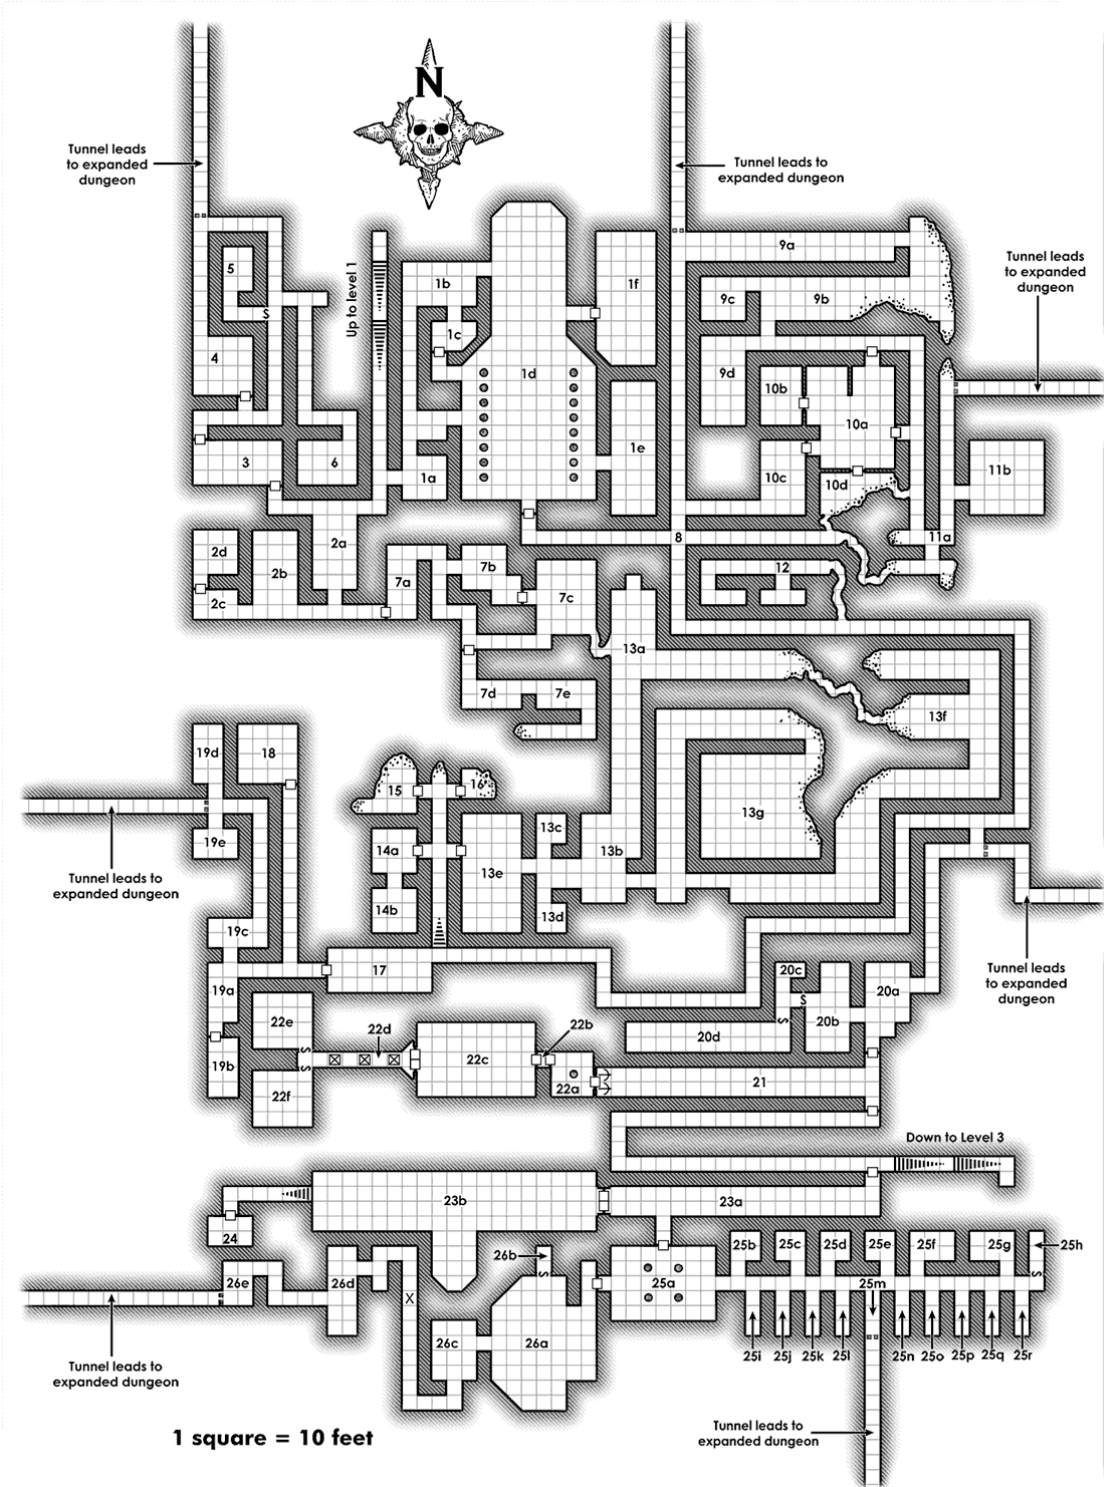 N
Tunnel leads
to expanded
dungeon
Tunnel leads to
expanded dungeon
9a
Tunnel leads
to expanded
dungeon
5
Up to level 1
1b
1f
9c
9b
S
1c
4
1d
9d
10b
10a
3
6
1a
1e
10c
10d
11b
2a
8
11a
2d
2b
7a
7b
12
2c
7c
13a
7d
7e
13f
19d
18
15
16
13g
19e
14a
13c
13b
13e
Tunnel leads to
expanded dungeon
14b
13d
19c
17
20c
Tunnel leads
to expanded
dungeon
19a
20a
S
22e
22d
22b
S
20b
20d
S
S
22c
19b
22a
21
22f
Down to Level 3
23b
23a
24
26b
25b
25c
25d
25e
25f
25g
25h
26e
26d
S
25a
25m
S
X
26c
26a
25i
25j
25k
25l
25n
25o
25p
25q
25r
Tunnel leads to
expanded dungeon
Tunnel leads to
expanded dungeon
1 square = 10 feet